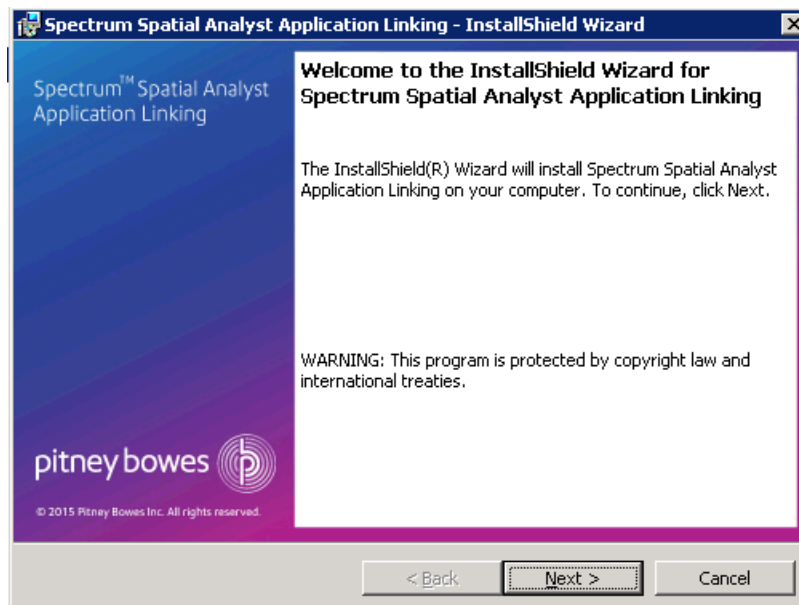 Spectrum Spatial Analyst Application Linking - InstallShield Wizard
Spectrum™ Spatial Analyst
Application Linking
Welcome to the InstallShield Wizard for
Spectrum Spatial Analyst Application Linking
The InstallShield(R) Wizard will install Spectrum Spatial Analyst
Application Linking on your computer. To continue, click Next.
WARNING: This program is protected by copyright law and
international treaties.
pitney bowes
© 2015 Pitney Bowes Inc. All rights reserved.
< Back
Next >
Cancel